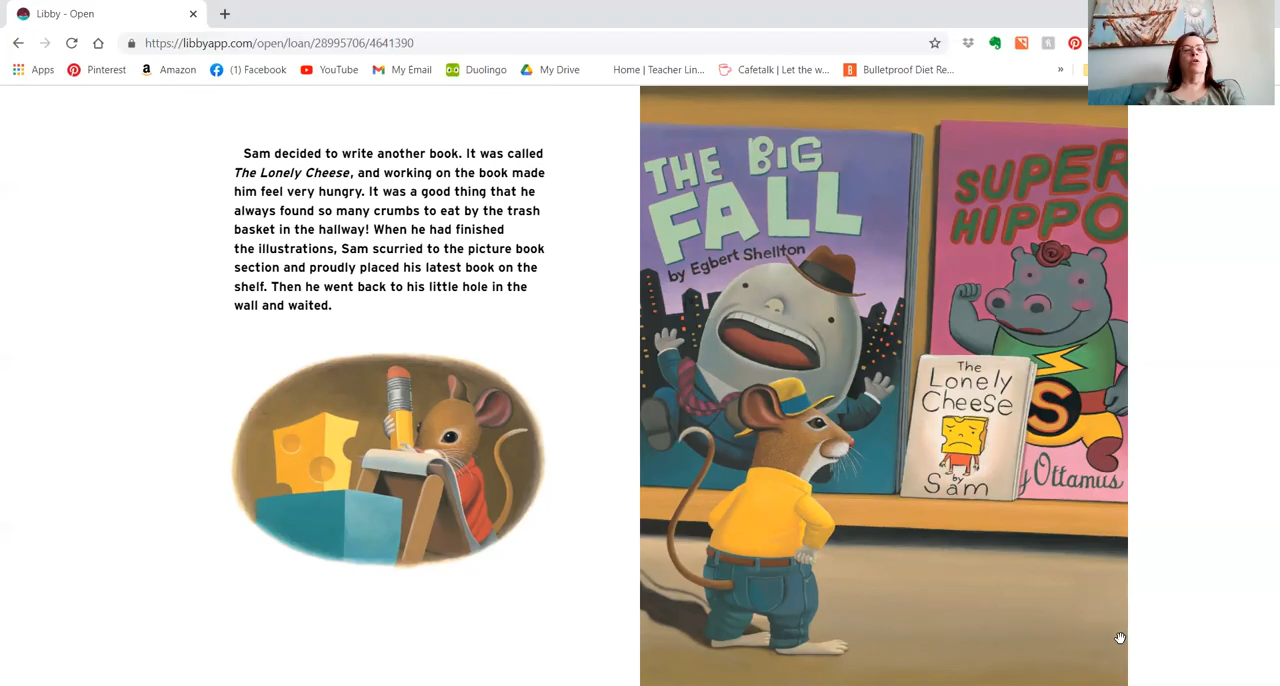 Libby - Open
https://libbyapp.com/open/loan/28995706/4641390
Apps Pinterest Amazon (1) Facebook YouTube My Email Duolingo My Drive Home | Teacher Lin... Cafetalk | Let the w... Bulletproof Diet Re... »
Sam decided to write another book. It was called
The Lonely Cheese, and working on the book made
him feel very hungry. It was a good thing that he
always found so many crumbs to eat by the trash
basket in the hallway! When he had finished
the illustrations, Sam scurried to the picture book
section and proudly placed his latest book on the
shelf. Then he went back to his little hole in the
wall and waited.
THE BIG
FALL
by Egbert Shellton
SUPER
HIPPO
S
y Ottamus
The
Lonely
Cheese
by
Sam